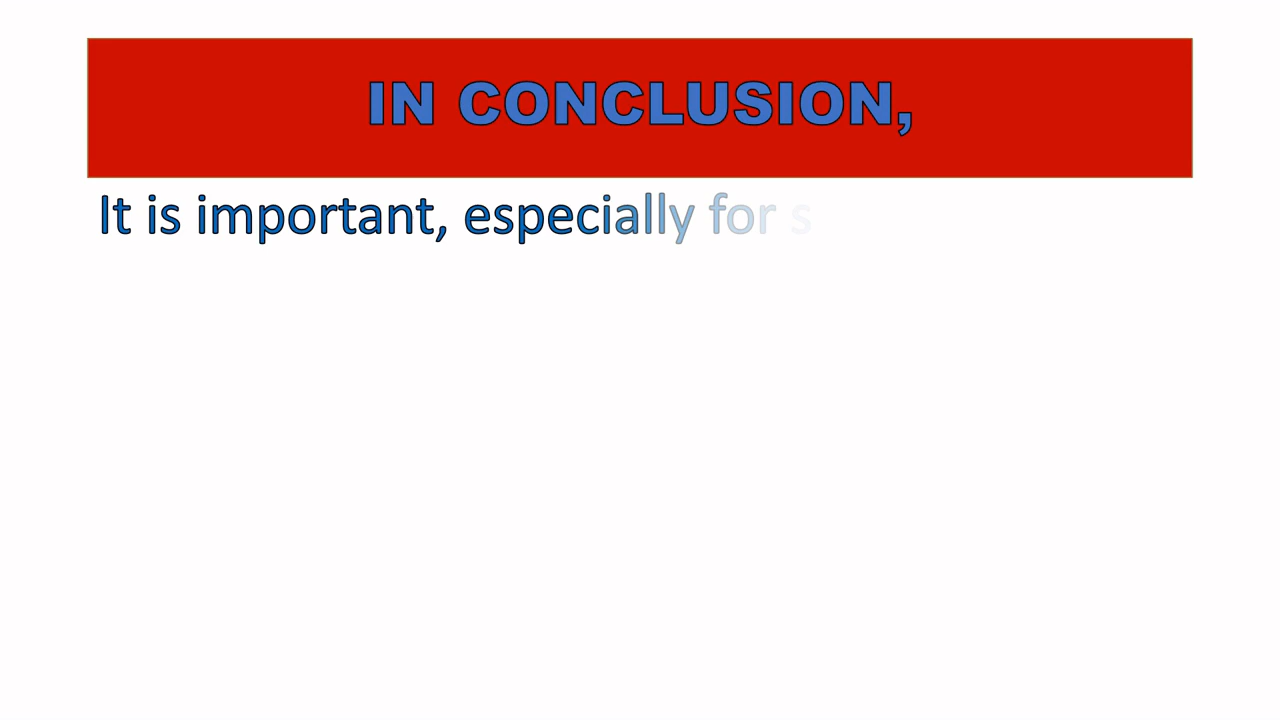 IN CONCLUSION,
It is important, especially for s